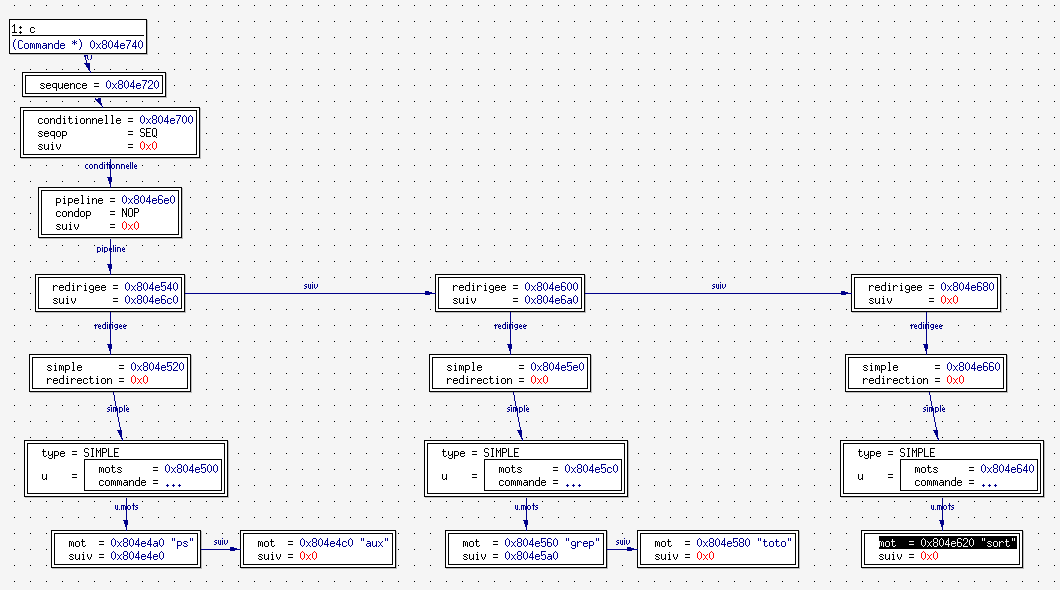 1: c
(Commande *) 0x804e740
sequence = 0x804e720
conditionnelle = 0x804e700
seqop = SEQ
suiv = 0x0
conditionnelle
pipeline = 0x804e6e0
condop = NOP
suiv = 0x0
pipeline
redirigee = 0x804e540
suiv = 0x804e6c0
suiv
redirigee = 0x804e600
suiv = 0x804e6a0
suiv
redirigee = 0x804e680
suiv = 0x0
redirigee
redirigee
redirigee
simple = 0x804e520
redirection = 0x0
simple = 0x804e5e0
redirection = 0x0
simple = 0x804e660
redirection = 0x0
simple
simple
simple
type = SIMPLE
u =
mots = 0x804e500
commande = ...
type = SIMPLE
u =
mots = 0x804e5c0
commande = ...
type = SIMPLE
u =
mots = 0x804e640
commande = ...
u.mots
u.mots
u.mots
mot = 0x804e4a0 "ps"
suiv = 0x804e4e0
suiv
mot = 0x804e4c0 "aux"
suiv = 0x0
mot = 0x804e560 "grep"
suiv = 0x804e5a0
suiv
mot = 0x804e580 "toto"
suiv = 0x0
mot = 0x804e620 "sort"
suiv = 0x0